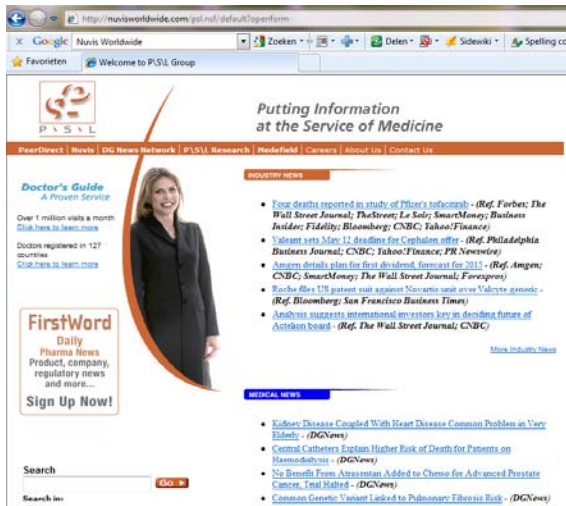 http://nuvisworldwide.com/psl.nsf/default?openform
x Google Nuvis Worldwide Zoeken Delen Sidewiki Spelling co
Favorieten Welcome to P\S\L Group
P \ S \ L
Putting Information
at the Service of Medicine
PeerDirect | Nuvis | DG News Network | P\S\L Research | Medefield | Careers | About Us | Contact Us
Doctor's Guide
A Proven Service
Over 1 million visits a month
Click here to learn more
Doctors registered in 127
countries
Click here to learn more
FirstWord
Daily
Pharma News
Product, company,
regulatory news
and more...
Sign Up Now!
Search
Go
Search in:
INDUSTRY NEWS
Four deaths reported in study of Pfizer's tofacitinib - (Ref. Forbes; The
Wall Street Journal; TheStreet; Le Soir; SmartMoney; Business
Insider; Fidelity; Bloomberg; CNBC; Yahoo!Finance)
Valeant sets May 12 deadline for Cephalon offer - (Ref. Philadelphia
Business Journal; CNBC; Yahoo!Finance; PR Newswire)
Amgen details plan for first dividend, forecast for 2015 - (Ref. Amgen;
CNBC; SmartMoney; The Wall Street Journal; Forexpros)
Roche files US patent suit against Novartis unit over Valcyte generic -
(Ref. Bloomberg; San Francisco Business Times)
Analysis suggests international investors key in deciding future of
Actelion board - (Ref. The Wall Street Journal; CNBC)
More Industry News
MEDICAL NEWS
Kidney Disease Coupled With Heart Disease Common Problem in Very
Elderly - (DGNews)
Central Catheters Explain Higher Risk of Death for Patients on
Haemodialysis - (DGNews)
No Benefit From Atrasentan Added to Chemo for Advanced Prostate
Cancer, Trial Halted - (DGNews)
Common Genetic Variant Linked to Pulmonary Fibrosis Risk - (DGNews)